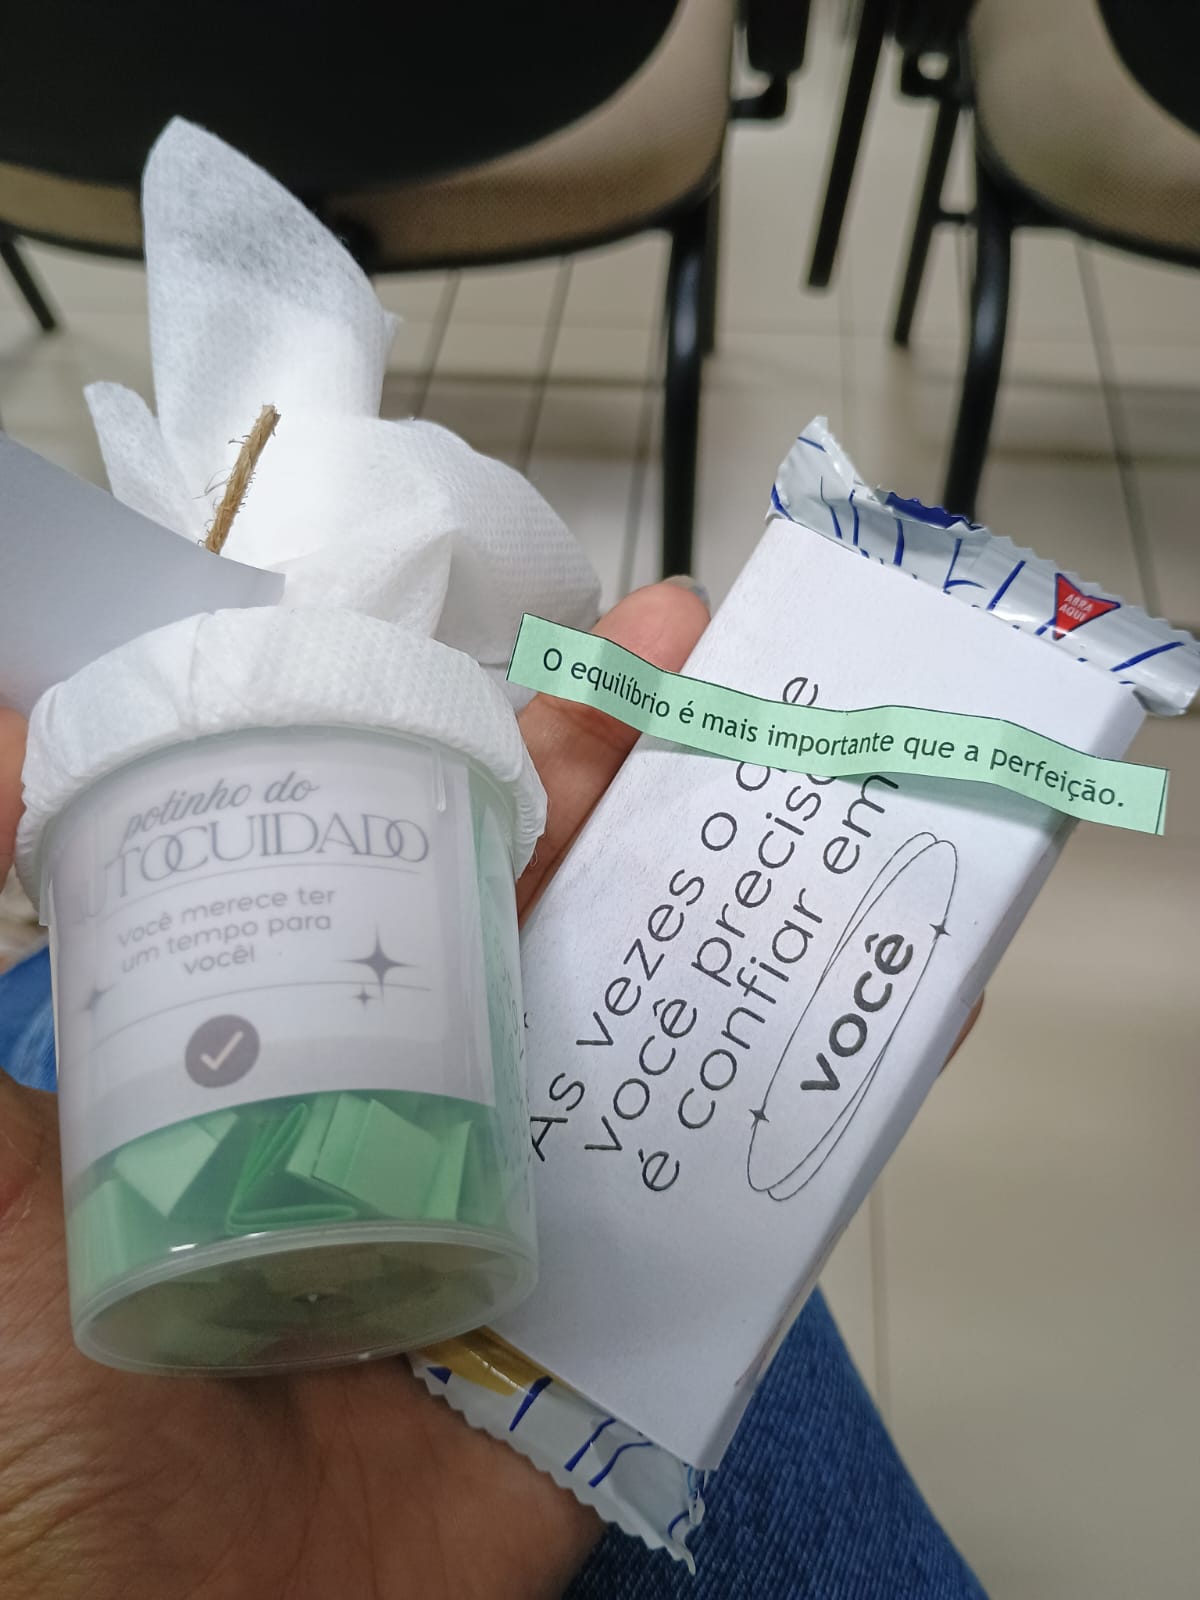 potinho do
AUTOCUIDADO
você merece ter
um tempo para
você!
O equilíbrio é mais importante que a perfeição.
ABRA
AQUI
As vezes o
você precis
é confiar em
você